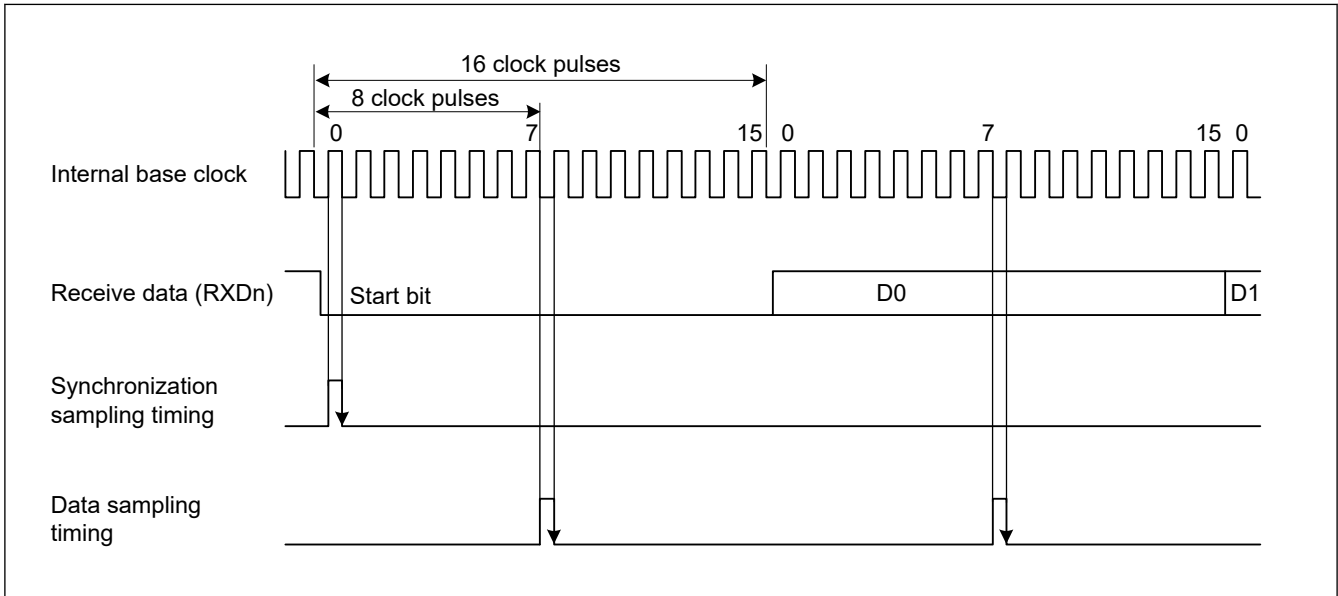 16 clock pulses
8 clock pulses
0 7 15 0 7 15 0
Internal base clock
Receive data (RXDn)
Start bit
D0
D1
Synchronization
sampling timing
Data sampling
timing